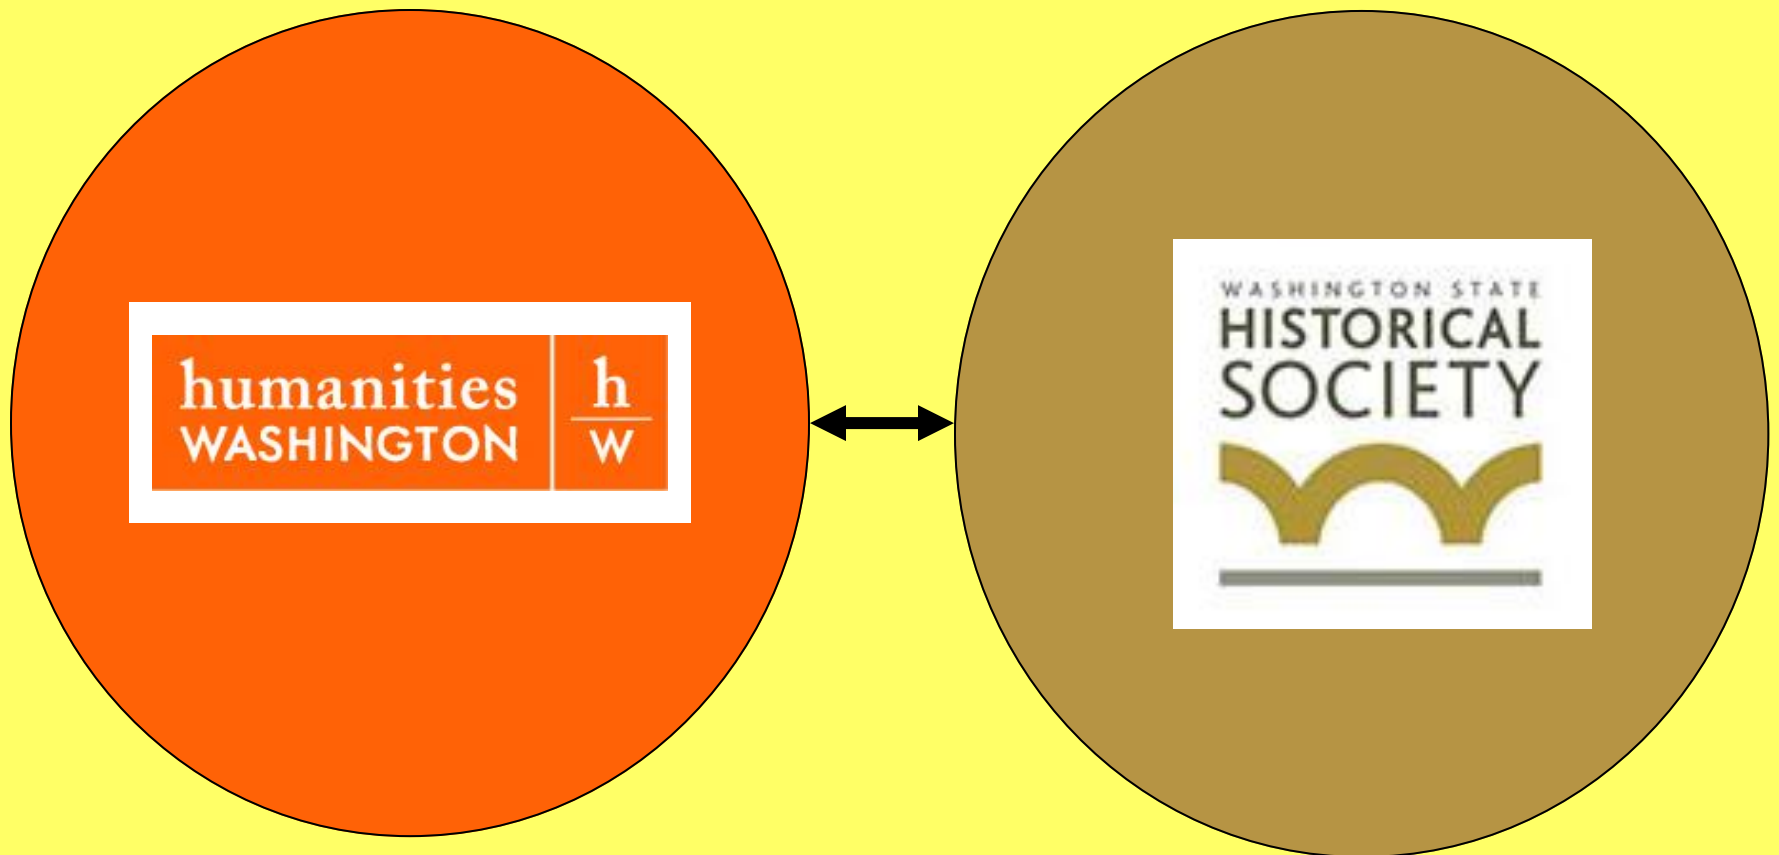 humanities
WASHINGTON
h
w
WASHINGTON STATE
HISTORICAL
SOCIETY